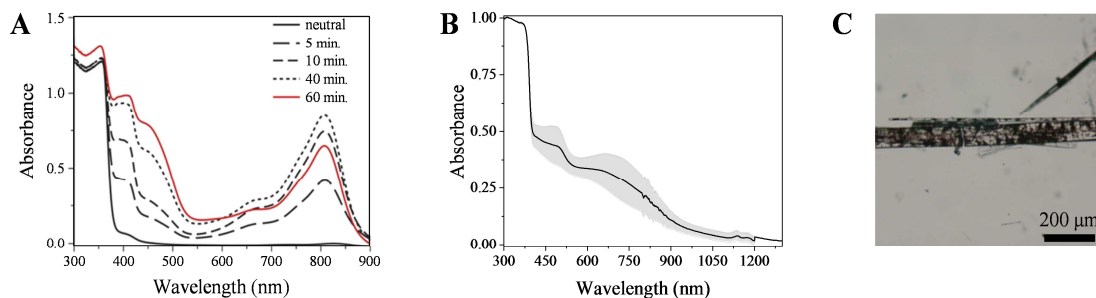 A
1.5
1.0
0.5
0.0
Absorbance
300 400 500 600 700 800 900
Wavelength (nm)
neutral
5 min.
10 min.
40 min.
60 min.
B
1.00
0.75
0.50
0.25
0.00
Absorbance
300 450 600 750 900 1050 1200
Wavelength (nm)
C
200 μm